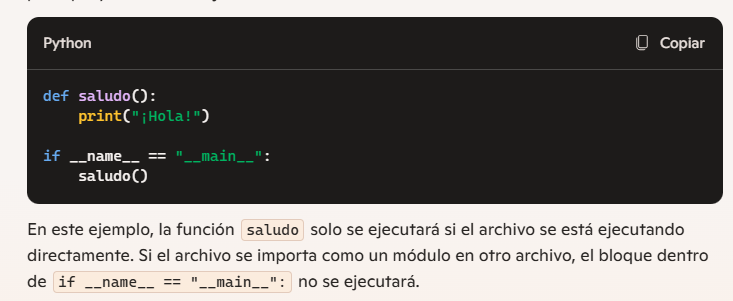 Python Copiar
def saludo():
    print("¡Hola!")
if __name__ == "__main__":
    saludo()
En este ejemplo, la función saludo solo se ejecutará si el archivo se está ejecutando
directamente. Si el archivo se importa como un módulo en otro archivo, el bloque dentro
de if __name__ == "__main__": no se ejecutará.